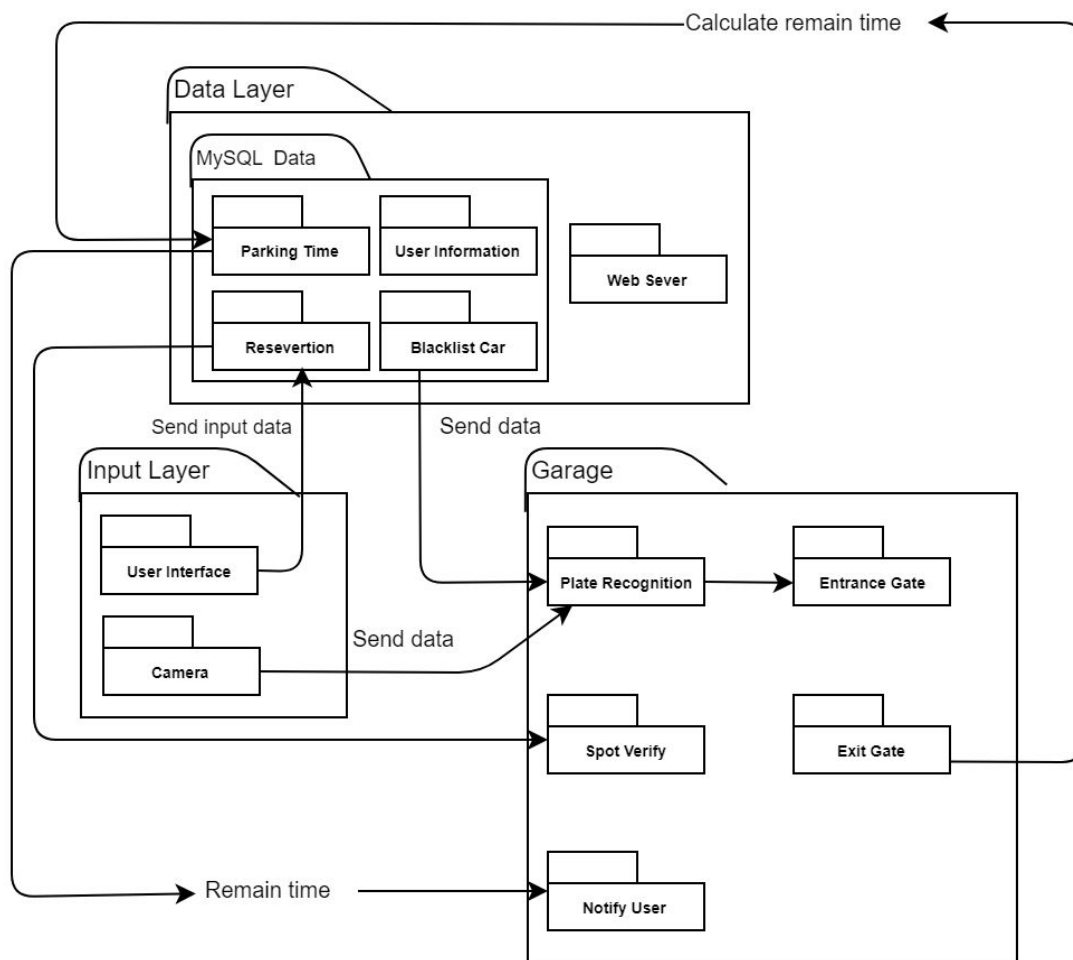 Calculate remain time
Data Layer
MySQL  Data
Parking Time
User Information
Web Sever
Resevertion
Blacklist Car
Send input data
Send data
Input Layer
Garage
User Interface
Plate Recognition
Entrance Gate
Send data
Camera
Spot Verify
Exit Gate
Remain time
Notify User